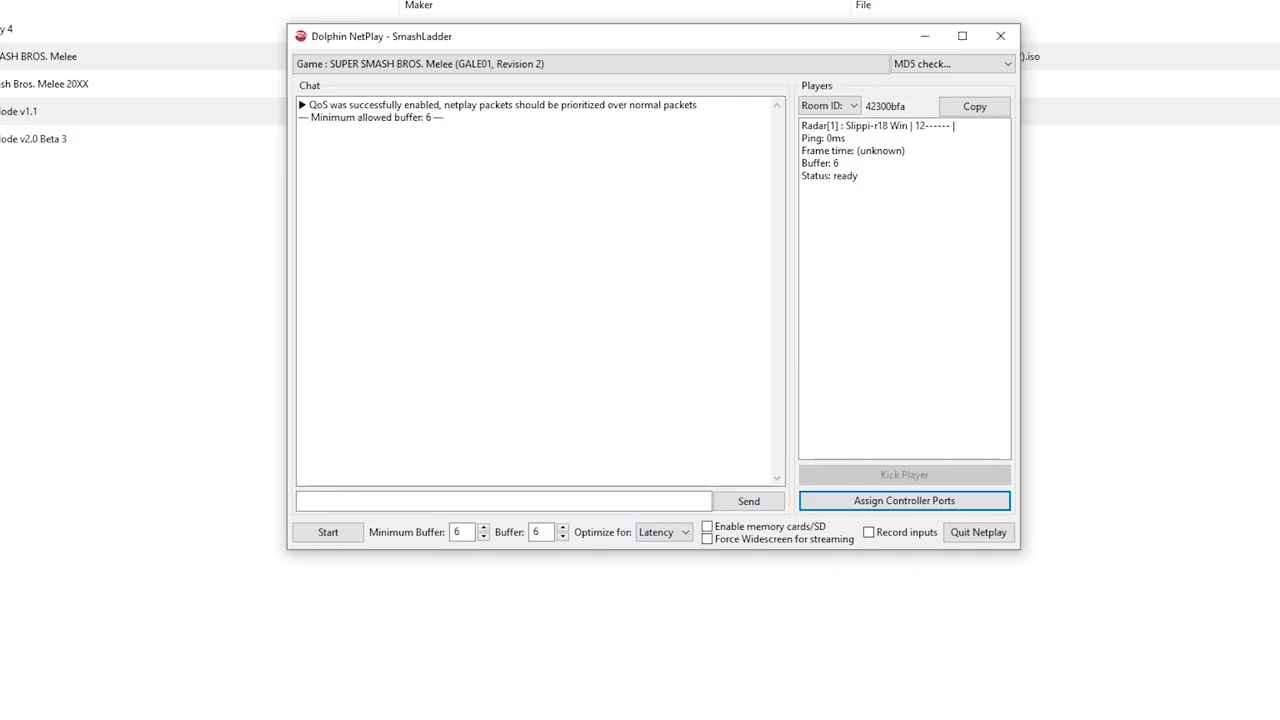 Maker
File
y 4
ASH BROS. Melee
sh Bros. Melee 20XX
ode v1.1
ode v2.0 Beta 3
).iso
Dolphin NetPlay - SmashLadder
Game : SUPER SMASH BROS. Melee (GALE01, Revision 2)
MD5 check...
Chat
▶ QoS was successfully enabled, netplay packets should be prioritized over normal packets
— Minimum allowed buffer: 6 —
Players
Room ID:
42300bfa
Copy
Radar[1] : Slippi-r18 Win | 12------ |
Ping: 0ms
Frame time: (unknown)
Buffer: 6
Status: ready
Kick Player
Send
Assign Controller Ports
Start
Minimum Buffer: 6
Buffer: 6
Optimize for: Latency
Enable memory cards/SD
Force Widescreen for streaming
Record inputs
Quit Netplay